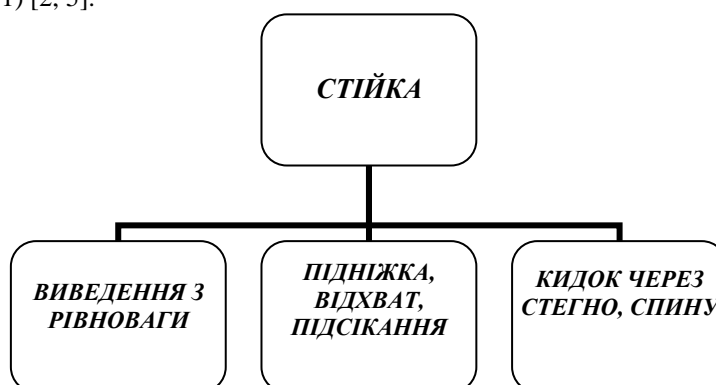 1) [2, 3].
СТІЙКА
ВИВЕДЕННЯ З
РІВНОВАГИ
ПІДНІЖКА,
ВІДХВАТ,
ПІДСІКАННЯ
КИДОК ЧЕРЕЗ
СТЕГНО, СПИНУ